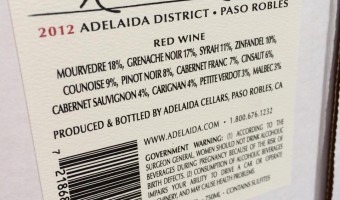 2012 ADELAIDA DISTRICT • PASO ROBLES
RED WINE
MOURVEDRE 18%, GRENACHE NOIR 17%, SYRAH 11%, ZINFANDEL 10%
COUNOISE 9%, PINOT NOIR 8%, CABERNET FRANC 7%, CINSAUT 6%
CABERNET SAUVIGNON 4%, CARIGNAN 4%, PETITE VERDOT 3%, MALBEC 3%
PRODUCED & BOTTLED BY ADELAIDA CELLARS, PASO ROBLES, CA
WWW.ADELAIDA.COM • 1.800.676.1232
GOVERNMENT WARNING: (1) ACCORDING TO THE
SURGEON GENERAL, WOMEN SHOULD NOT DRINK ALCOHOLIC
BEVERAGES DURING PREGNANCY BECAUSE OF THE RISK OF
BIRTH DEFECTS. (2) CONSUMPTION OF ALCOHOLIC BEVERAGES
IMPAIRS YOUR ABILITY TO DRIVE A CAR OR OPERATE
MACHINERY, AND MAY CAUSE HEALTH PROBLEMS
750ML • CONTAINS SULFITES